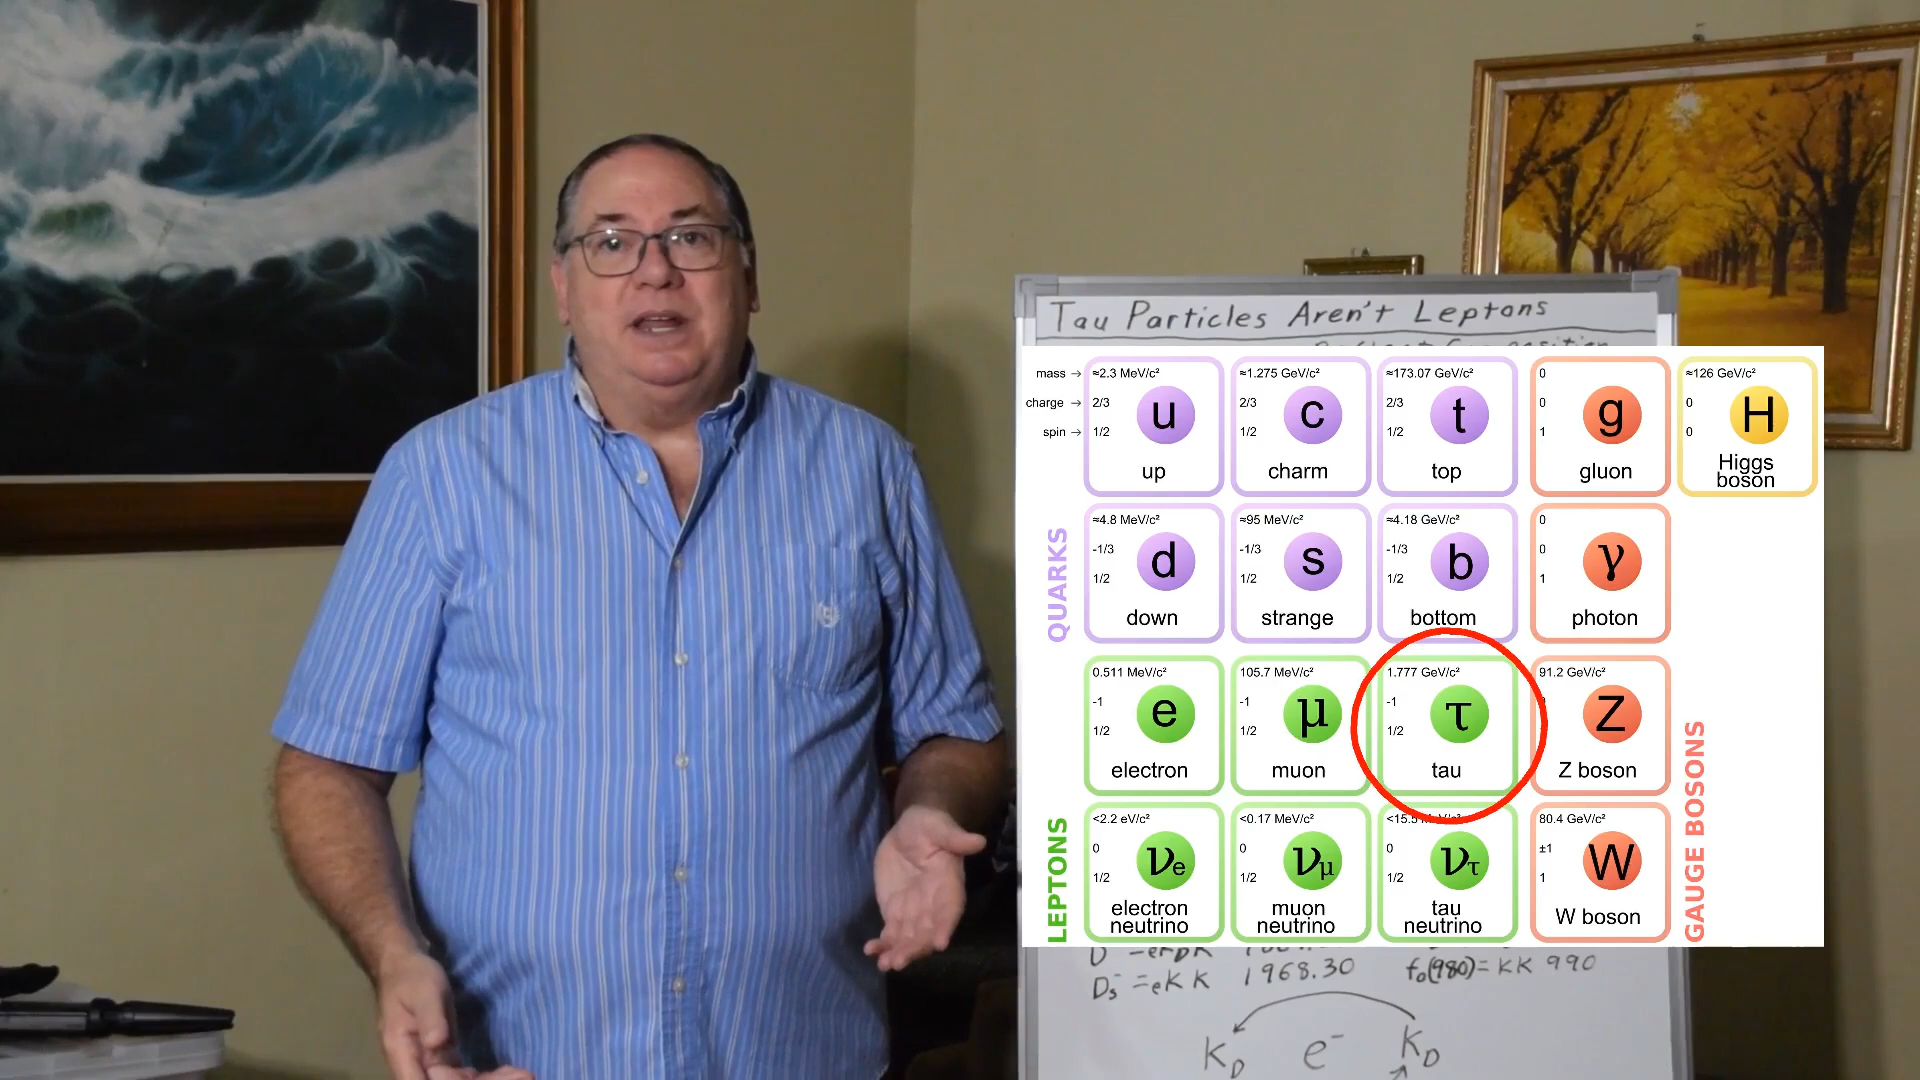 Tau Particles Aren't Leptons
mass → ≈2.3 MeV/c² ≈1.275 GeV/c² ≈173.07 GeV/c² 0 ≈126 GeV/c²
charge → 2/3 2/3 2/3 0 0
spin → 1/2 1/2 1/2 1 0
u c t g H
up charm top gluon Higgs boson
QUARKS
≈4.8 MeV/c² ≈95 MeV/c² ≈4.18 GeV/c² 0
-1/3 -1/3 -1/3 0
1/2 1/2 1/2 1
d s b γ
down strange bottom photon
0.511 MeV/c² 105.7 MeV/c² 1.777 GeV/c² 91.2 GeV/c²
-1 -1 -1
1/2 1/2 1/2
e μ τ Z
electron muon tau Z boson
LEPTONS
<2.2 eV/c² <0.17 MeV/c² <15.5 80.4 GeV/c²
0 0 0 ±1
1/2 1/2 1/2 1
νe νμ ντ W
electron neutrino muon neutrino tau neutrino W boson
GAUGE BOSONS
Ds⁻ = eKK 1968.30 f₀(980) = KK 990
K_D e⁻ K_D